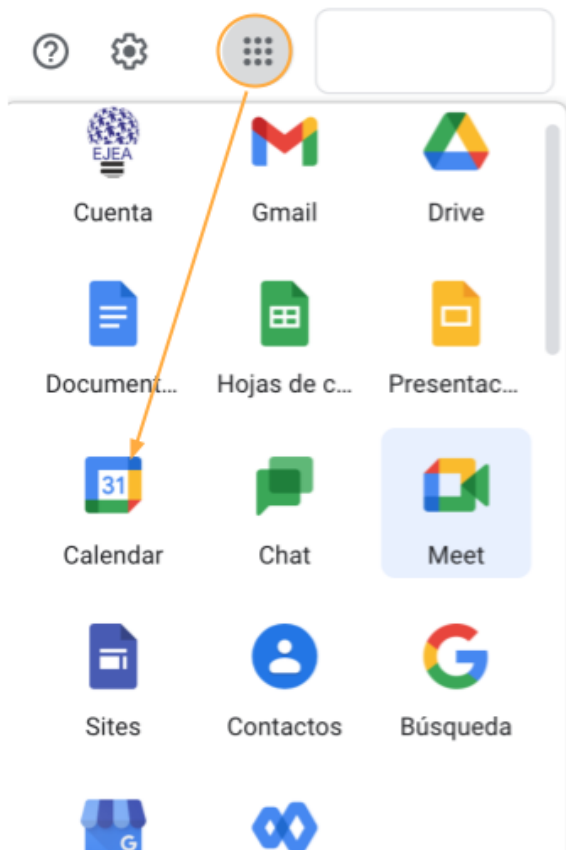 EJEA
Cuenta Gmail Drive
Document... Hojas de c... Presentac...
31
Calendar Chat Meet
Sites Contactos Búsqueda
G